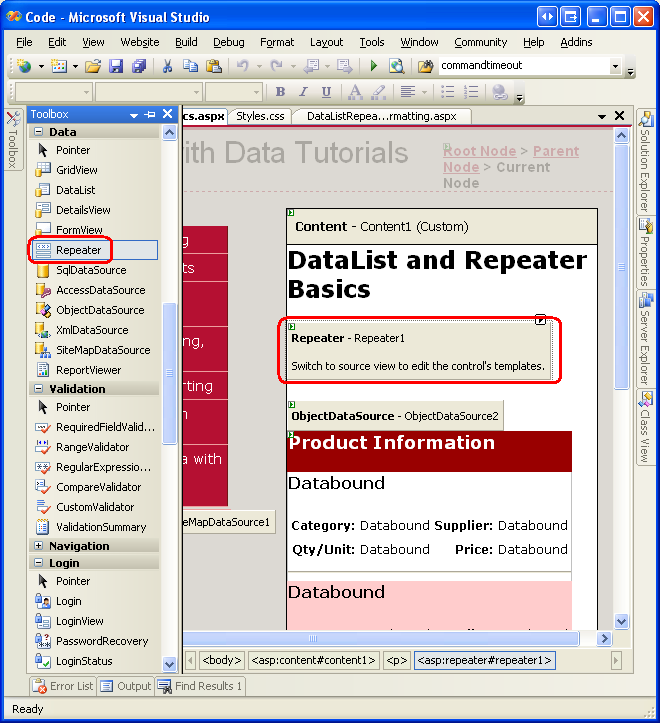 Code - Microsoft Visual Studio
File Edit View Website Build Debug Format Layout Tools Window Community Help Addins
commandtimeout
B I U A
Toolbox
cs.aspx Styles.css DataListRepea...rmatting.aspx
Toolbox
Data
Pointer
GridView
DataList
DetailsView
FormView
Repeater
SqlDataSource
AccessDataSource
ObjectDataSource
XmlDataSource
SiteMapDataSource
ReportViewer
Validation
Pointer
RequiredFieldValid...
RangeValidator
RegularExpressio...
CompareValidator
CustomValidator
ValidationSummary
Navigation
Login
Pointer
Login
LoginView
PasswordRecovery
LoginStatus
ith Data Tutorials
Root Node > Parent
Node > Current
Node
g
ts
ng,
rting
n
a with
eMapDataSource1
Content - Content1 (Custom)
DataList and Repeater
Basics
Repeater - Repeater1
Switch to source view to edit the control's templates.
ObjectDataSource - ObjectDataSource2
Product Information
Databound
Category: Databound Supplier: Databound
Qty/Unit: Databound Price: Databound
Databound
Solution Explorer
Properties
Server Explorer
Class View
<body> <asp:content#content1> <p> <asp:repeater#repeater1>
Error List Output Find Results 1
Ready